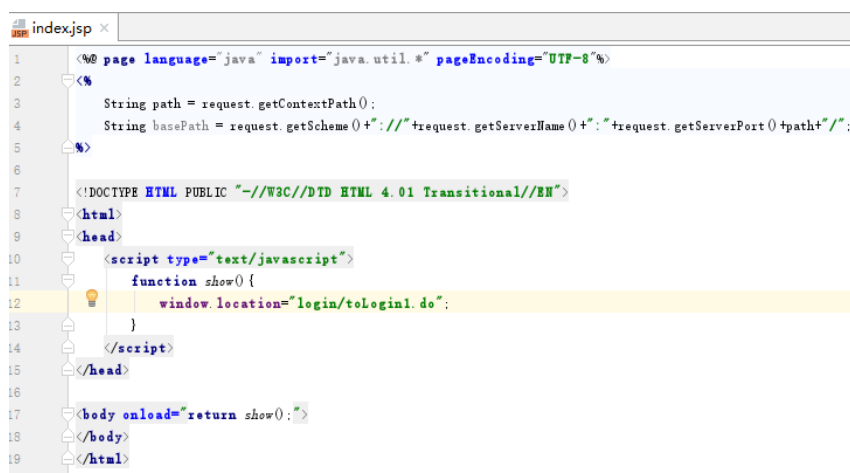 index.jsp ×
1 <%@ page language="java" import="java.util.*" pageEncoding="UTF-8"%>
2 <%
3 String path = request.getContextPath();
4 String basePath = request.getScheme()+"://"+request.getServerName()+":"+request.getServerPort()+path+"/";
5 %>
6
7 <!DOCTYPE HTML PUBLIC "-//W3C//DTD HTML 4.01 Transitional//EN">
8 <html>
9 <head>
10 <script type="text/javascript">
11 function show(){
12 window.location="login/toLogin1.do";
13 }
14 </script>
15 </head>
16
17 <body onload="return show();">
18 </body>
19 </html>